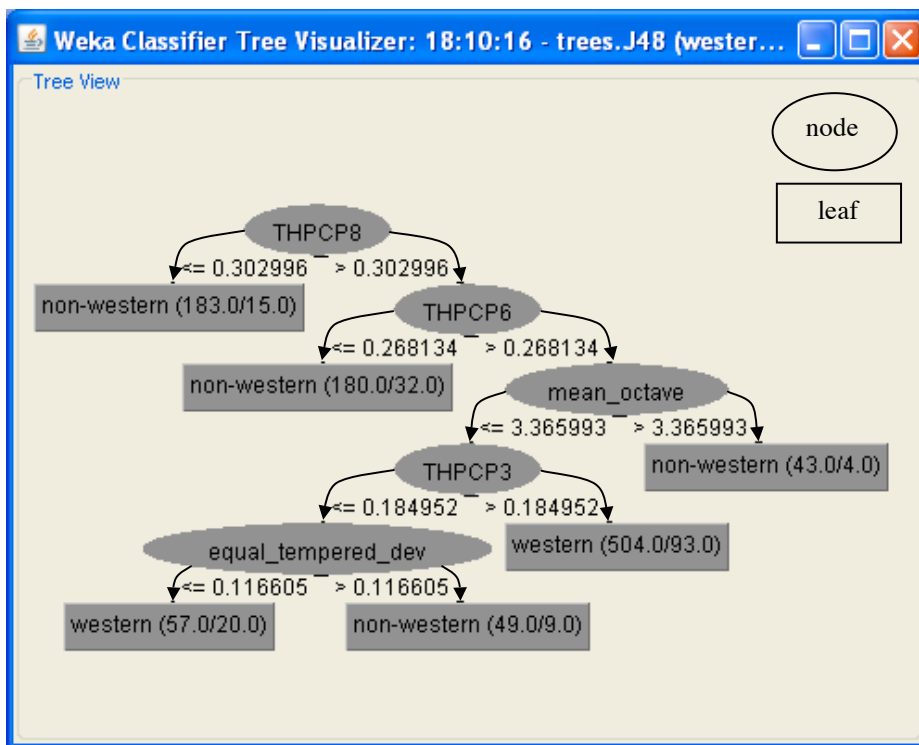 Weka Classifier Tree Visualizer: 18:10:16 - trees.J48 (wester...
Tree View
node
leaf
THPCP8
<= 0.302996 > 0.302996
non-western (183.0/15.0)
THPCP6
<= 0.268134 > 0.268134
non-western (180.0/32.0)
mean_octave
<= 3.365993 > 3.365993
THPCP3
non-western (43.0/4.0)
<= 0.184952 > 0.184952
equal_tempered_dev
western (504.0/93.0)
<= 0.116605 > 0.116605
western (57.0/20.0)
non-western (49.0/9.0)